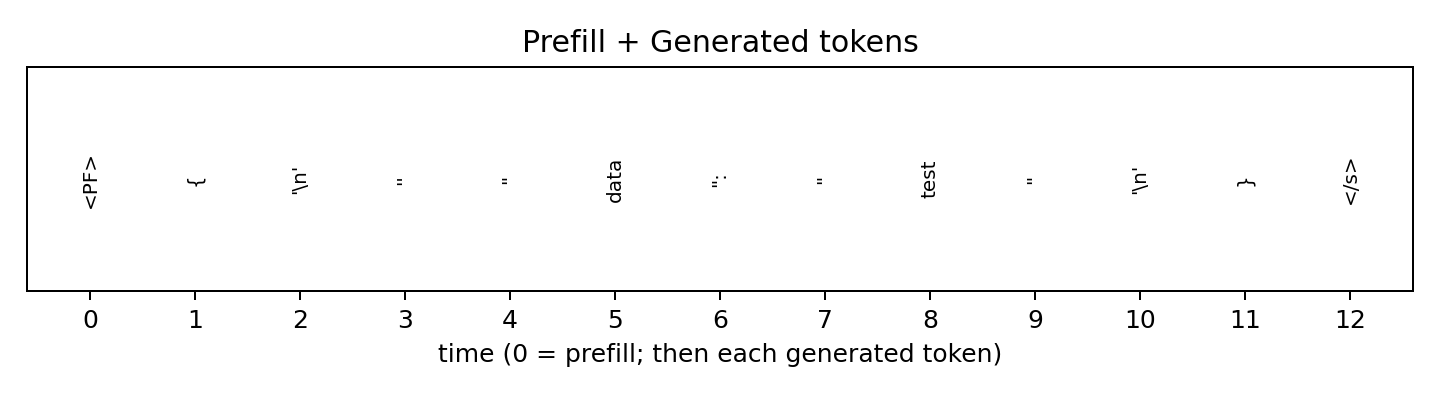 Prefill + Generated tokens
<PF> { '\n' " " data ": " test " '\n' } </s>
0 1 2 3 4 5 6 7 8 9 10 11 12
time (0 = prefill; then each generated token)